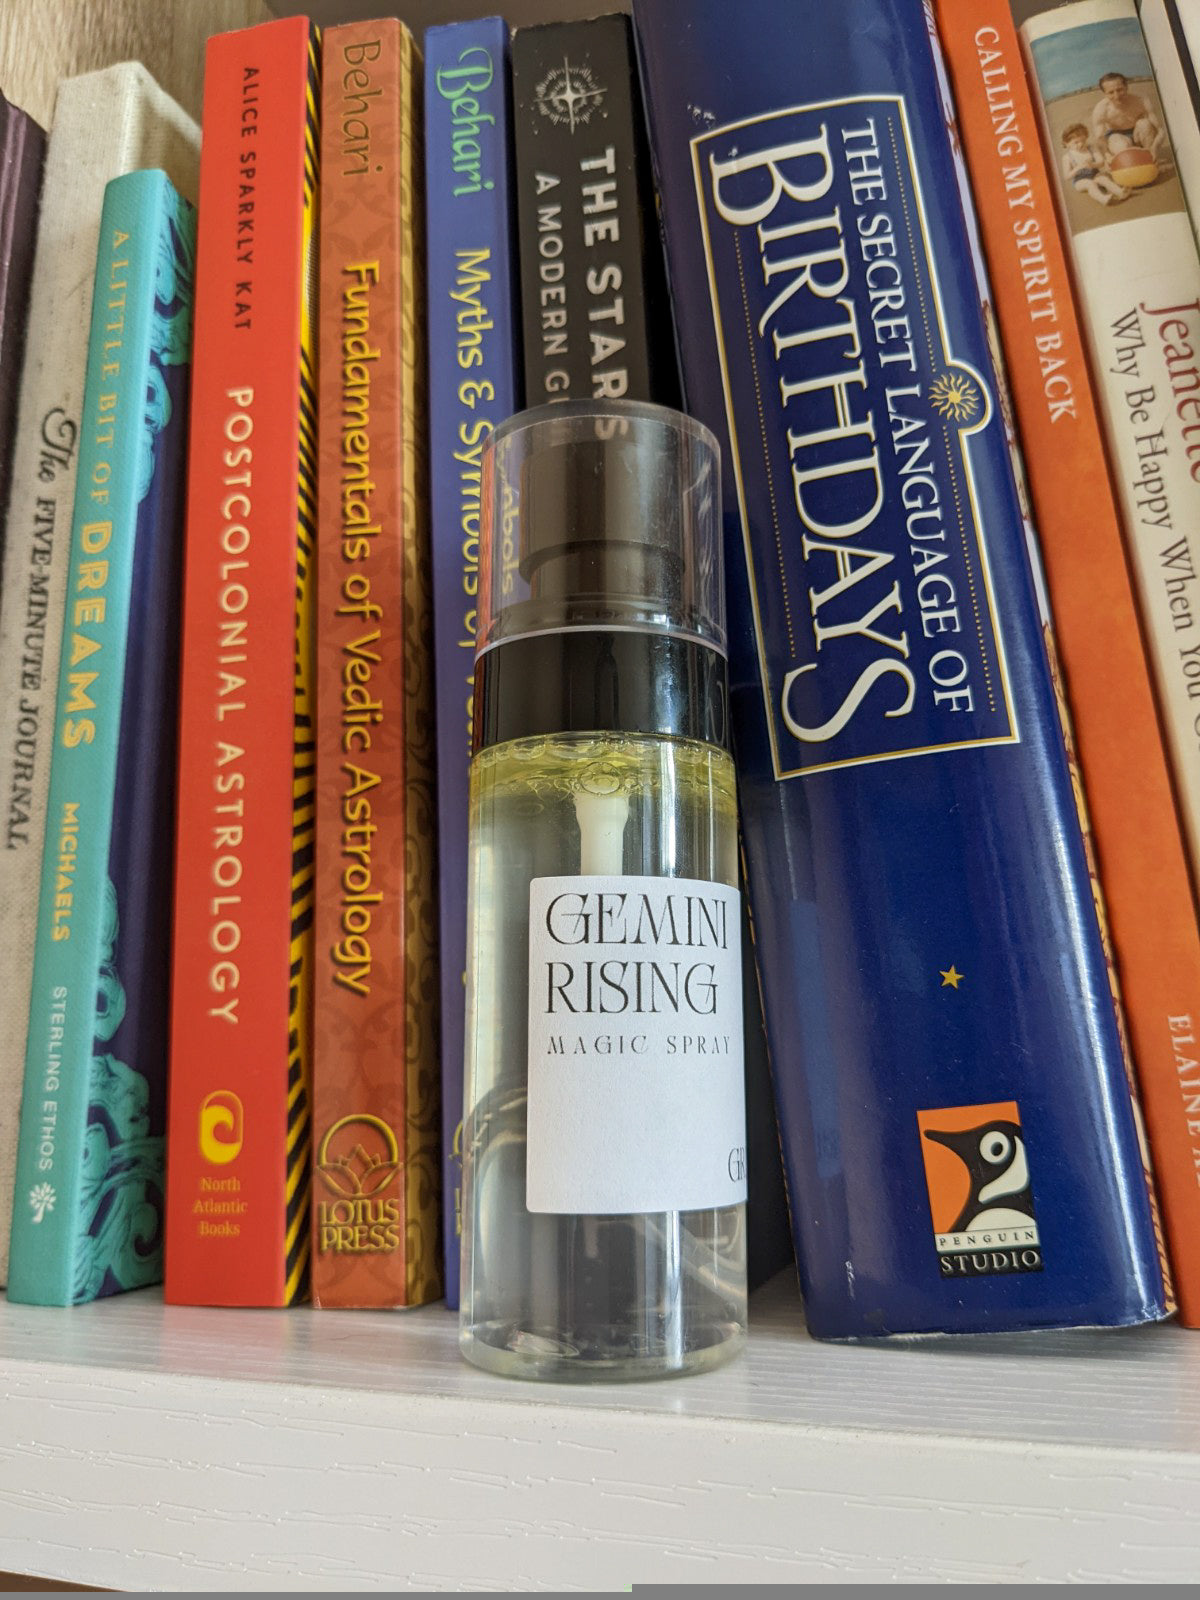 The FIVE MINUTE JOURNAL
A LITTLE BIT OF DREAMS MICHAELS STERLING ETHOS
ALICE SPARKLY KAT POSTCOLONIAL ASTROLOGY
North
Atlantic
Books
Behari Fundamentals of Vedic Astrology
LOTUS
PRESS
Behari Myths & Symbols of
THE STARS
A MODERN
THE SECRET LANGUAGE OF
BIRTHDAYS
PENGUIN
STUDIO
CALLING MY SPIRIT BACK ELAINE
Jeanette
Why Be Happy When You
GEMINI
RISING
MAGIC SPRAY